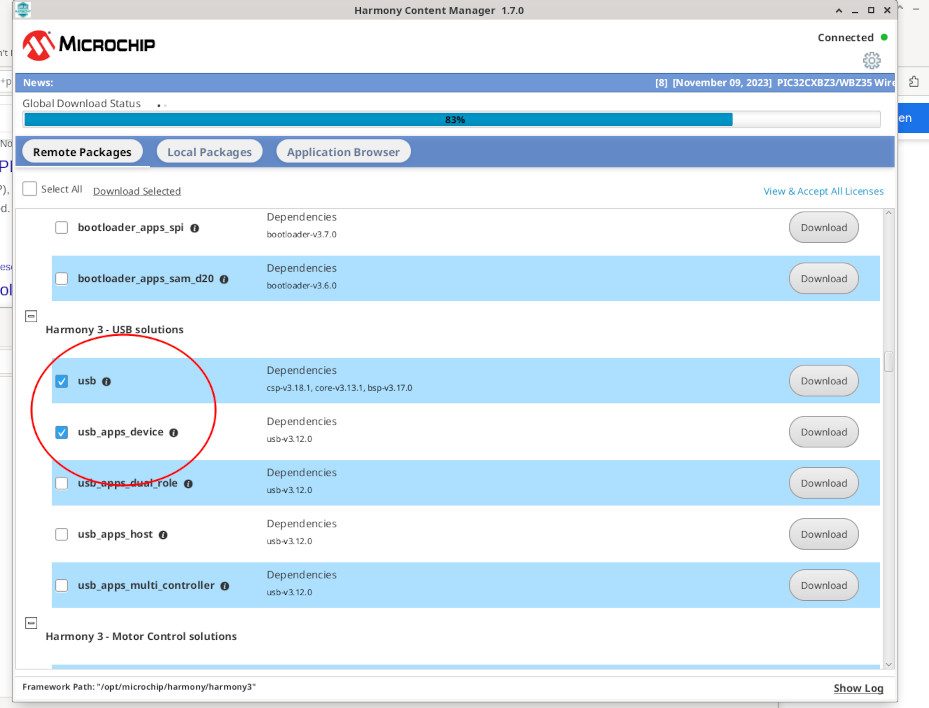 Harmony Content Manager 1.7.0
MICROCHIP
Connected
News:
[8] [November 09, 2023] PIC32CXBZ3/WBZ35 Wire
Global Download Status
83%
en
Remote Packages
Local Packages
Application Browser
Select All
Download Selected
View & Accept All Licenses
bootloader_apps_spi
Dependencies
bootloader-v3.7.0
Download
bootloader_apps_sam_d20
Dependencies
bootloader-v3.6.0
Download
Harmony 3 - USB solutions
usb
Dependencies
csp-v3.18.1, core-v3.13.1, bsp-v3.17.0
Download
usb_apps_device
Dependencies
usb-v3.12.0
Download
usb_apps_dual_role
Dependencies
usb-v3.12.0
Download
usb_apps_host
Dependencies
usb-v3.12.0
Download
usb_apps_multi_controller
Dependencies
usb-v3.12.0
Download
Harmony 3 - Motor Control solutions
Framework Path: "/opt/microchip/harmony/harmony3"
Show Log